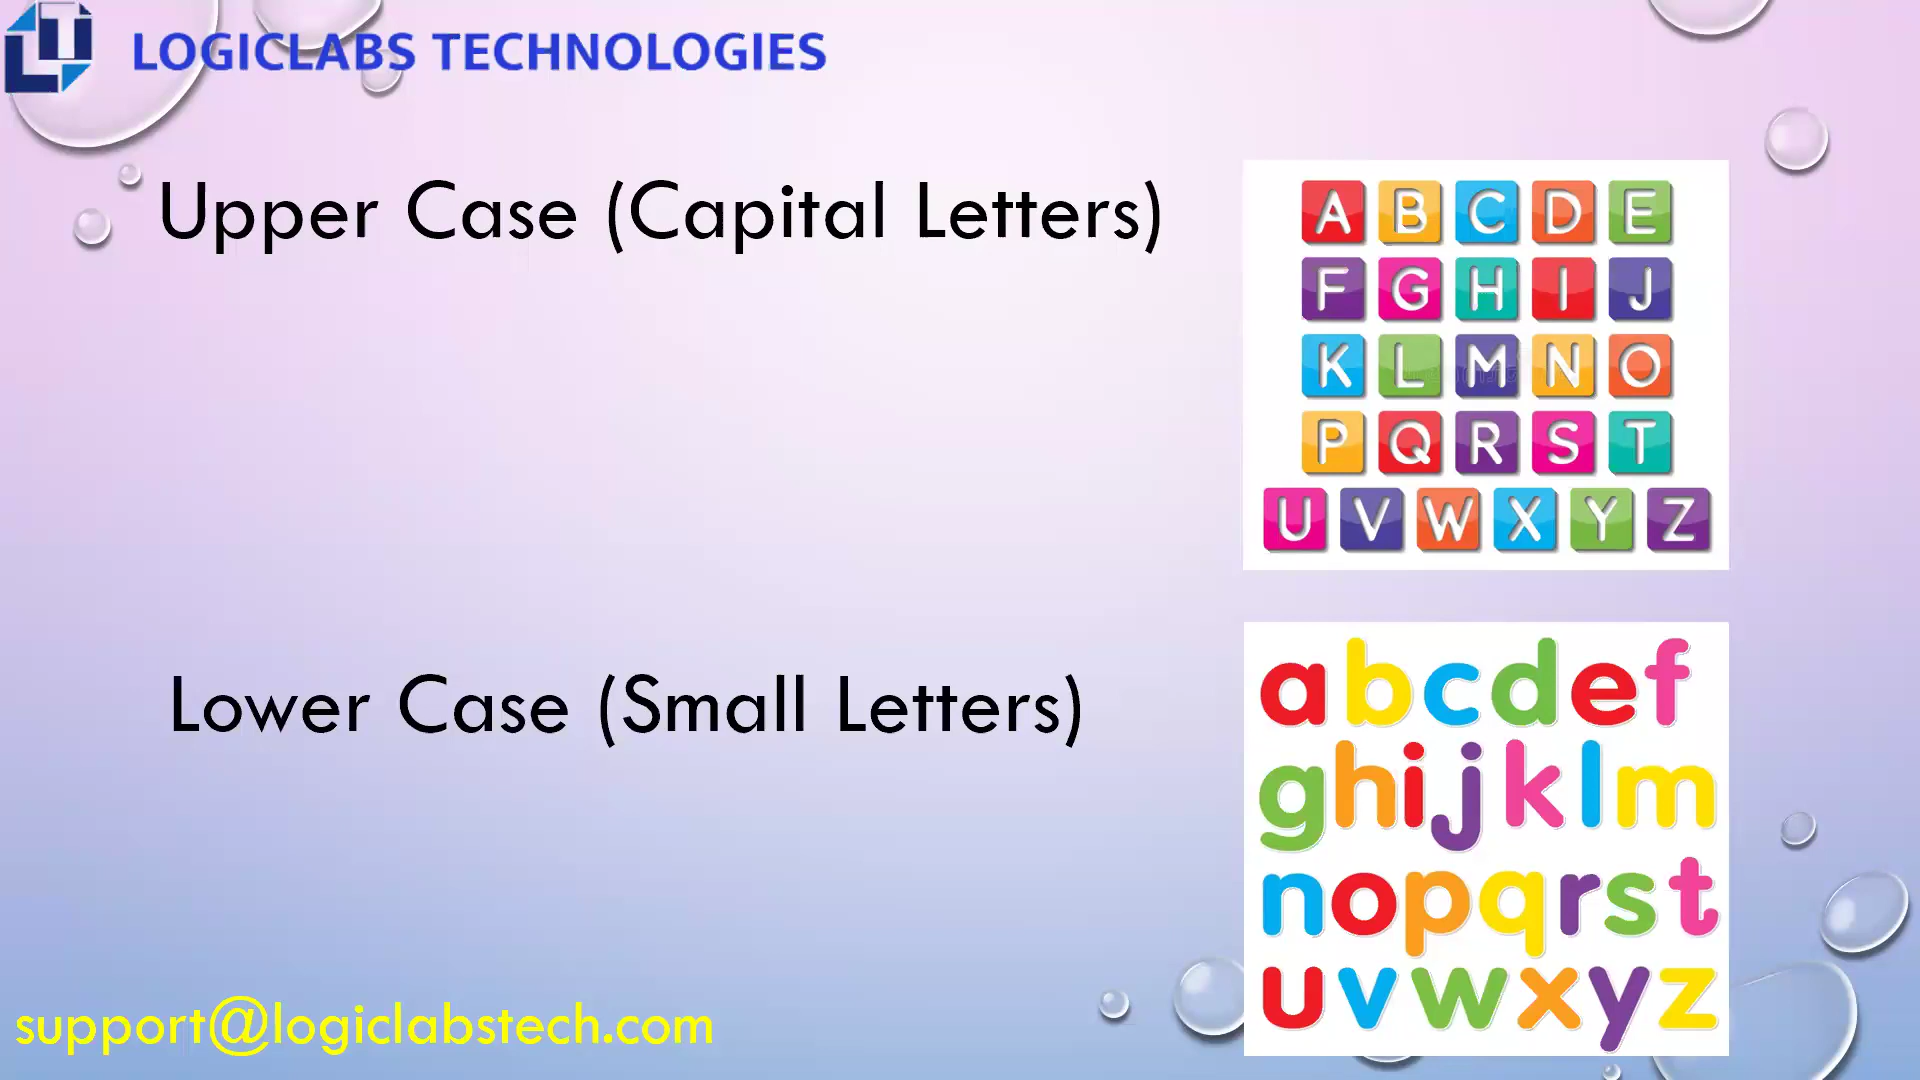 LOGICLABS TECHNOLOGIES
Upper Case (Capital Letters)
A B C D E
F G H I J
K L M N O
P Q R S T
U V W X Y Z
Lower Case (Small Letters)
a b c d e f
g h i j k l m
n o p q r s t
u v w x y z
support@logiclabstech.com